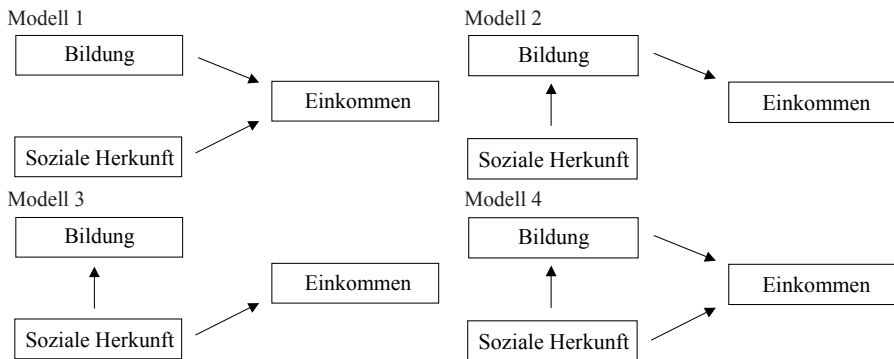 Modell 1
Bildung
Einkommen
Soziale Herkunft
Modell 2
Bildung
Einkommen
Soziale Herkunft
Modell 3
Bildung
Einkommen
Soziale Herkunft
Modell 4
Bildung
Einkommen
Soziale Herkunft